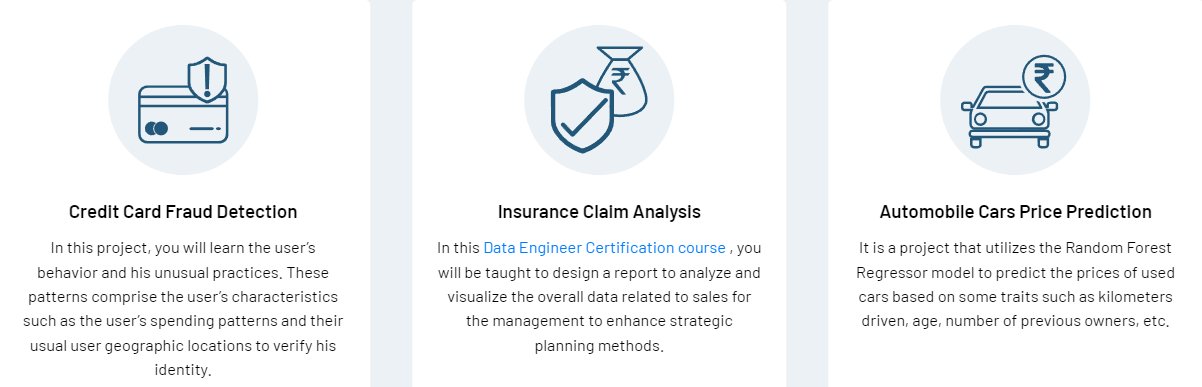 Credit Card Fraud Detection
In this project, you will learn the user's
behavior and his unusual practices. These
patterns comprise the user's characteristics
such as the user's spending patterns and their
usual user geographic locations to verify his
identity.
Insurance Claim Analysis
In this Data Engineer Certification course , you
will be taught to design a report to analyze and
visualize the overall data related to sales for
the management to enhance strategic
planning methods.
Automobile Cars Price Prediction
It is a project that utilizes the Random Forest
Regressor model to predict the prices of used
cars based on some traits such as kilometers
driven, age, number of previous owners, etc.